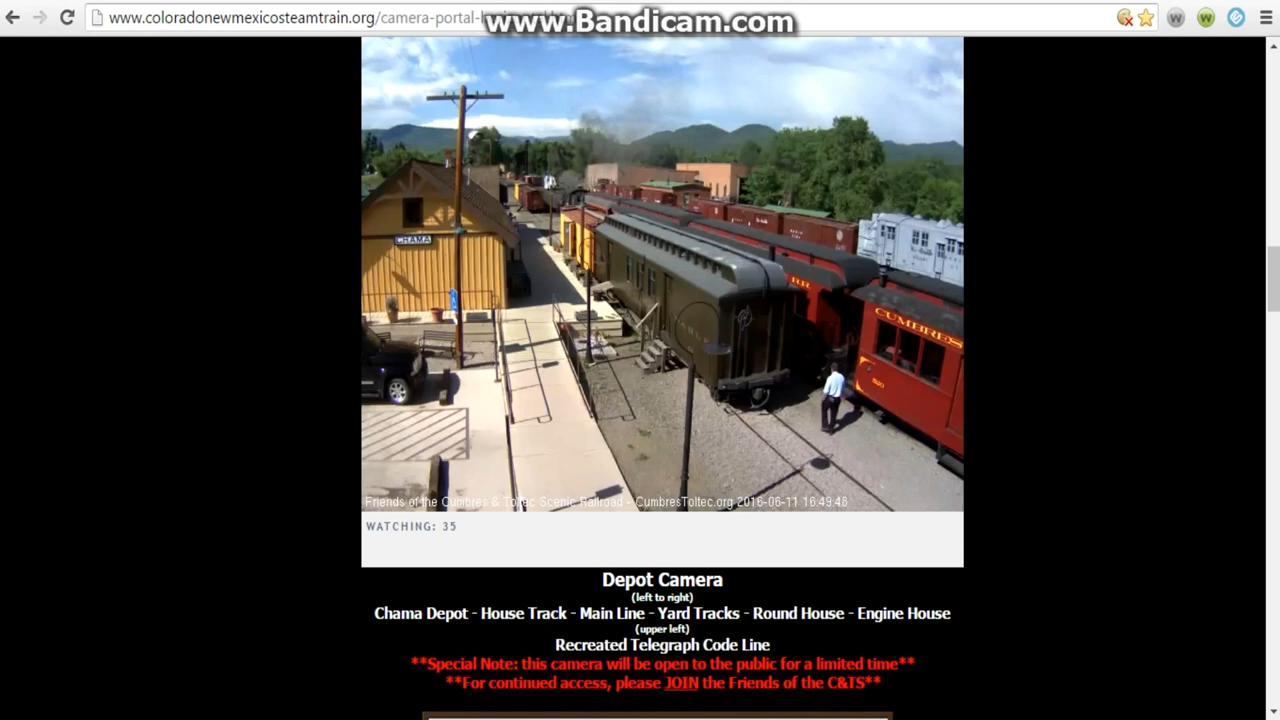 www.coloradonewmexicosteamtrain.org/camera-portal-
www.Bandicam.com
CHAMA
R.R.
CUMBRES
520
Friends of the Cumbres & Toltec Scenic Railroad - CumbresToltec.org 2016-06-11 16:49:48
WATCHING: 35
Depot Camera
(left to right)
Chama Depot - House Track - Main Line - Yard Tracks - Round House - Engine House
(upper left)
Recreated Telegraph Code Line
**Special Note: this camera will be open to the public for a limited time**
**For continued access, please JOIN the Friends of the C&TS**